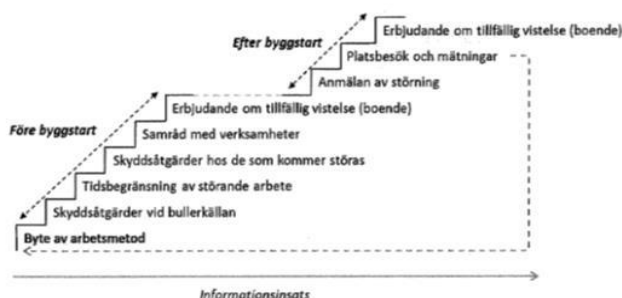 Erbjudande om tillfällig vistelse (boende)
Efter byggstart
Platsbesök och mätningar
Anmälan av störning
Erbjudande om tillfällig vistelse (boende)
Före byggstart
Samråd med verksamheter
Skyddsåtgärder hos de som kommer störas
Tidsbegränsning av störande arbete
Skyddsåtgärder vid bullerkällan
Byte av arbetsmetod
Informationsinsats